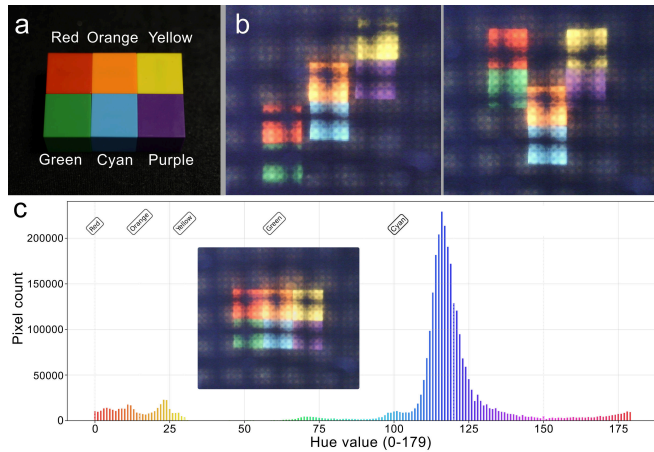 a
Red Orange Yellow
Green Cyan Purple
b
c
Red
Orange
Yellow
Green
Cyan
Pixel count
200000
150000
100000
50000
0
0 25 50 75 100 125 150 175
Hue value (0-179)